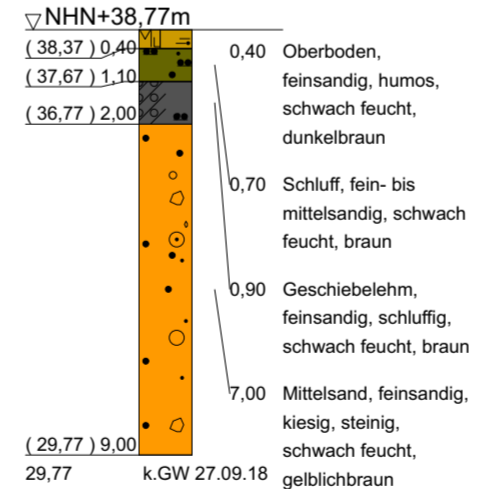 ▽ NHN+38,77m
( 38,37 ) 0,40
( 37,67 ) 1,10
( 36,77 ) 2,00
( 29,77 ) 9,00
29,77 k.GW 27.09.18
Mu
0,40 Oberboden,
feinsandig, humos,
schwach feucht,
dunkelbraun
0,70 Schluff, fein- bis
mittelsandig, schwach
feucht, braun
0,90 Geschiebelehm,
feinsandig, schluffig,
schwach feucht, braun
7,00 Mittelsand, feinsandig,
kiesig, steinig,
schwach feucht,
gelblichbraun